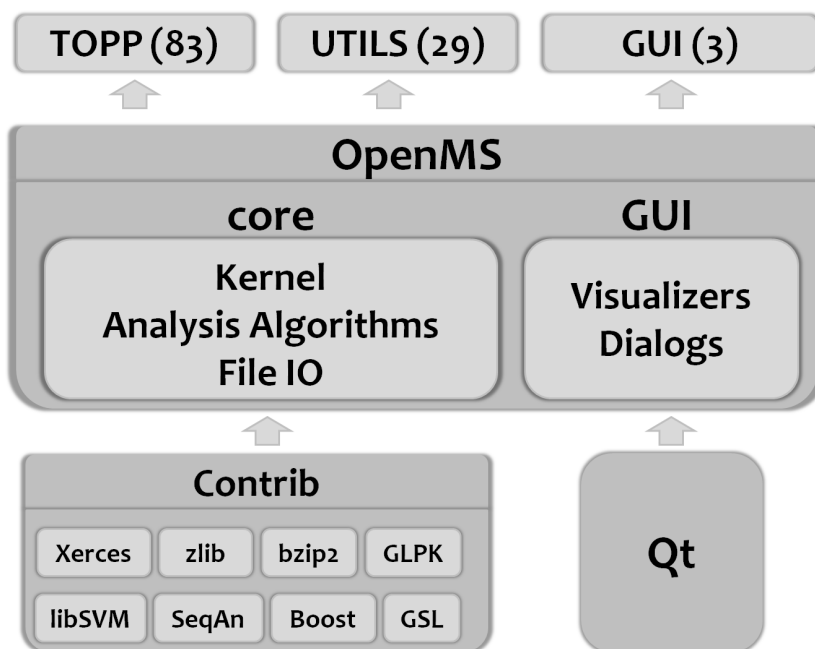 TOPP (83)
UTILS (29)
GUI (3)
OpenMS
core
GUI
Kernel
Analysis Algorithms
File IO
Visualizers
Dialogs
Contrib
Xerces
zlib
bzip2
GLPK
libSVM
SeqAn
Boost
GSL
Qt